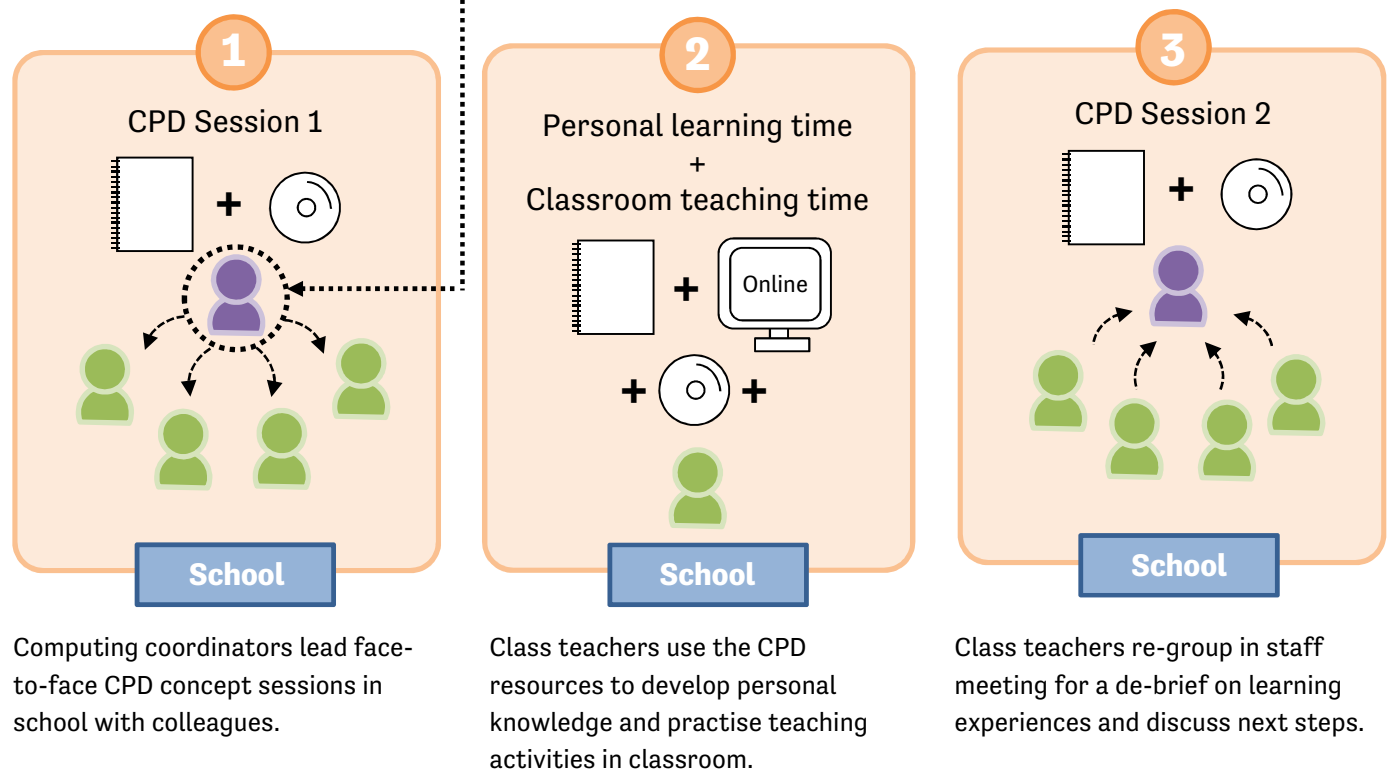 1
CPD Session 1
+
School
Computing coordinators lead face-
to-face CPD concept sessions in
school with colleagues.
2
Personal learning time
+
Classroom teaching time
+
Online
+
+
School
Class teachers use the CPD
resources to develop personal
knowledge and practise teaching
activities in classroom.
3
CPD Session 2
+
School
Class teachers re-group in staff
meeting for a de-brief on learning
experiences and discuss next steps.